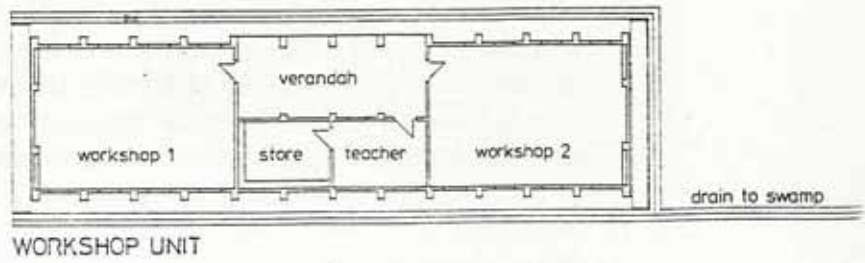 verandah
workshop 1
store
teacher
workshop 2
drain to swamp
WORKSHOP UNIT